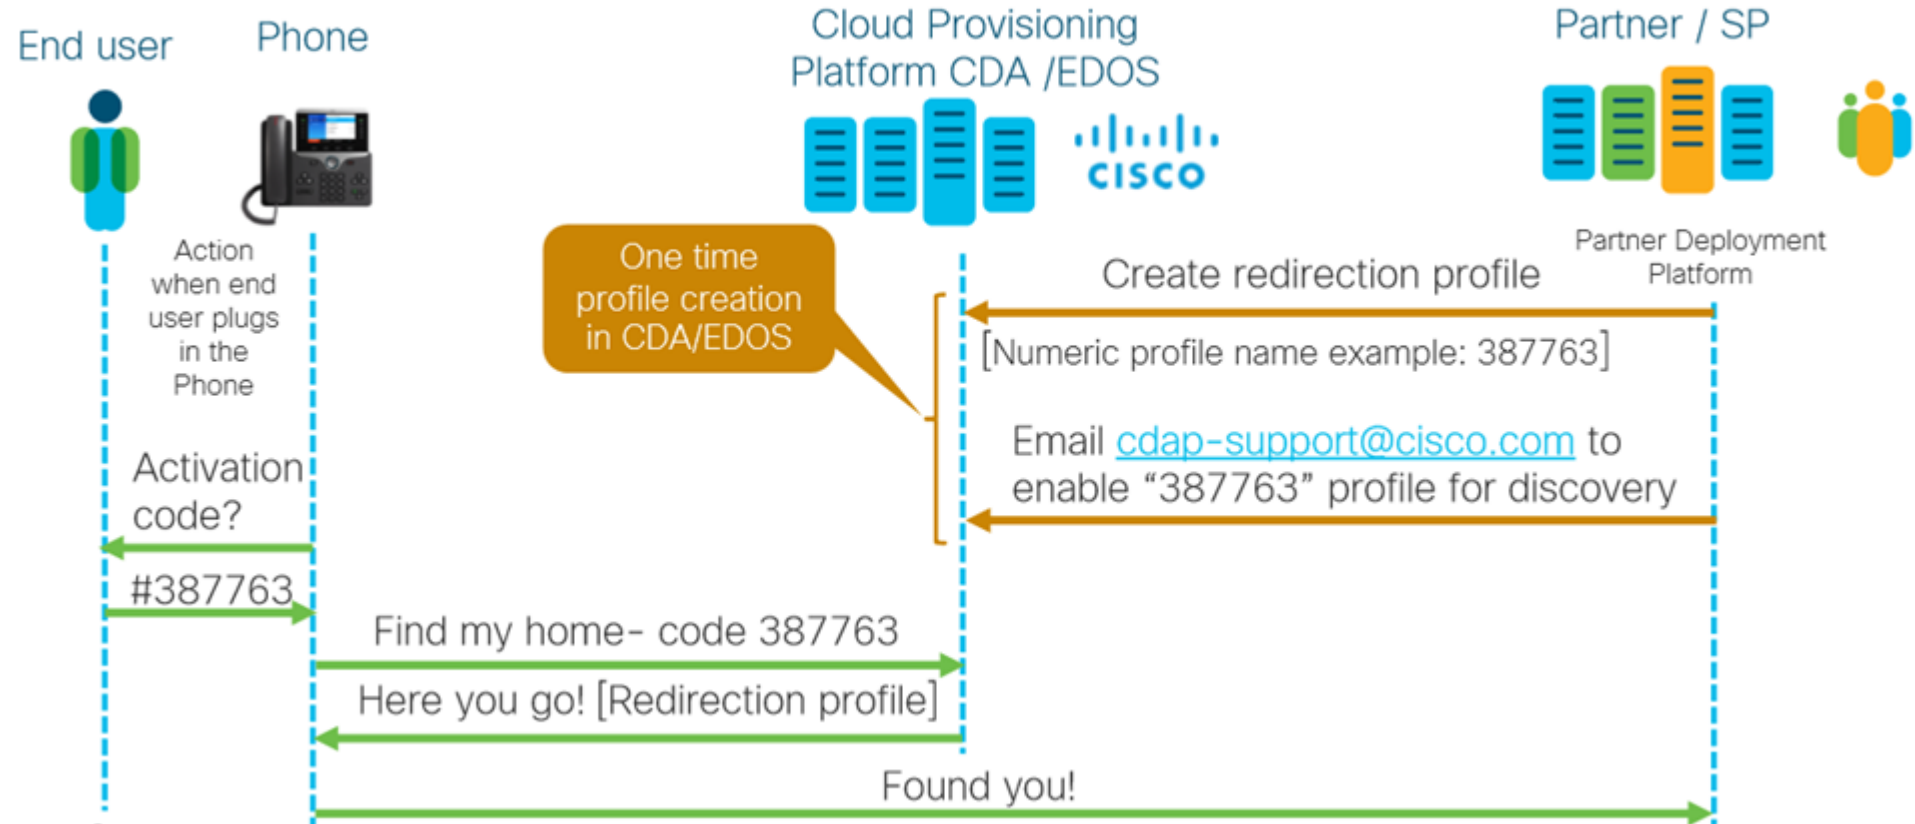 End user
Phone
Cloud Provisioning
Platform CDA /EDOS
Partner / SP
CISCO
Action
when end
user plugs
in the
Phone
One time
profile creation
in CDA/EDOS
Partner Deployment
Platform
Create redirection profile
[Numeric profile name example: 387763]
Email cdap-support@cisco.com to
enable “387763” profile for discovery
Activation
code?
#387763
Find my home- code 387763
Here you go! [Redirection profile]
Found you!